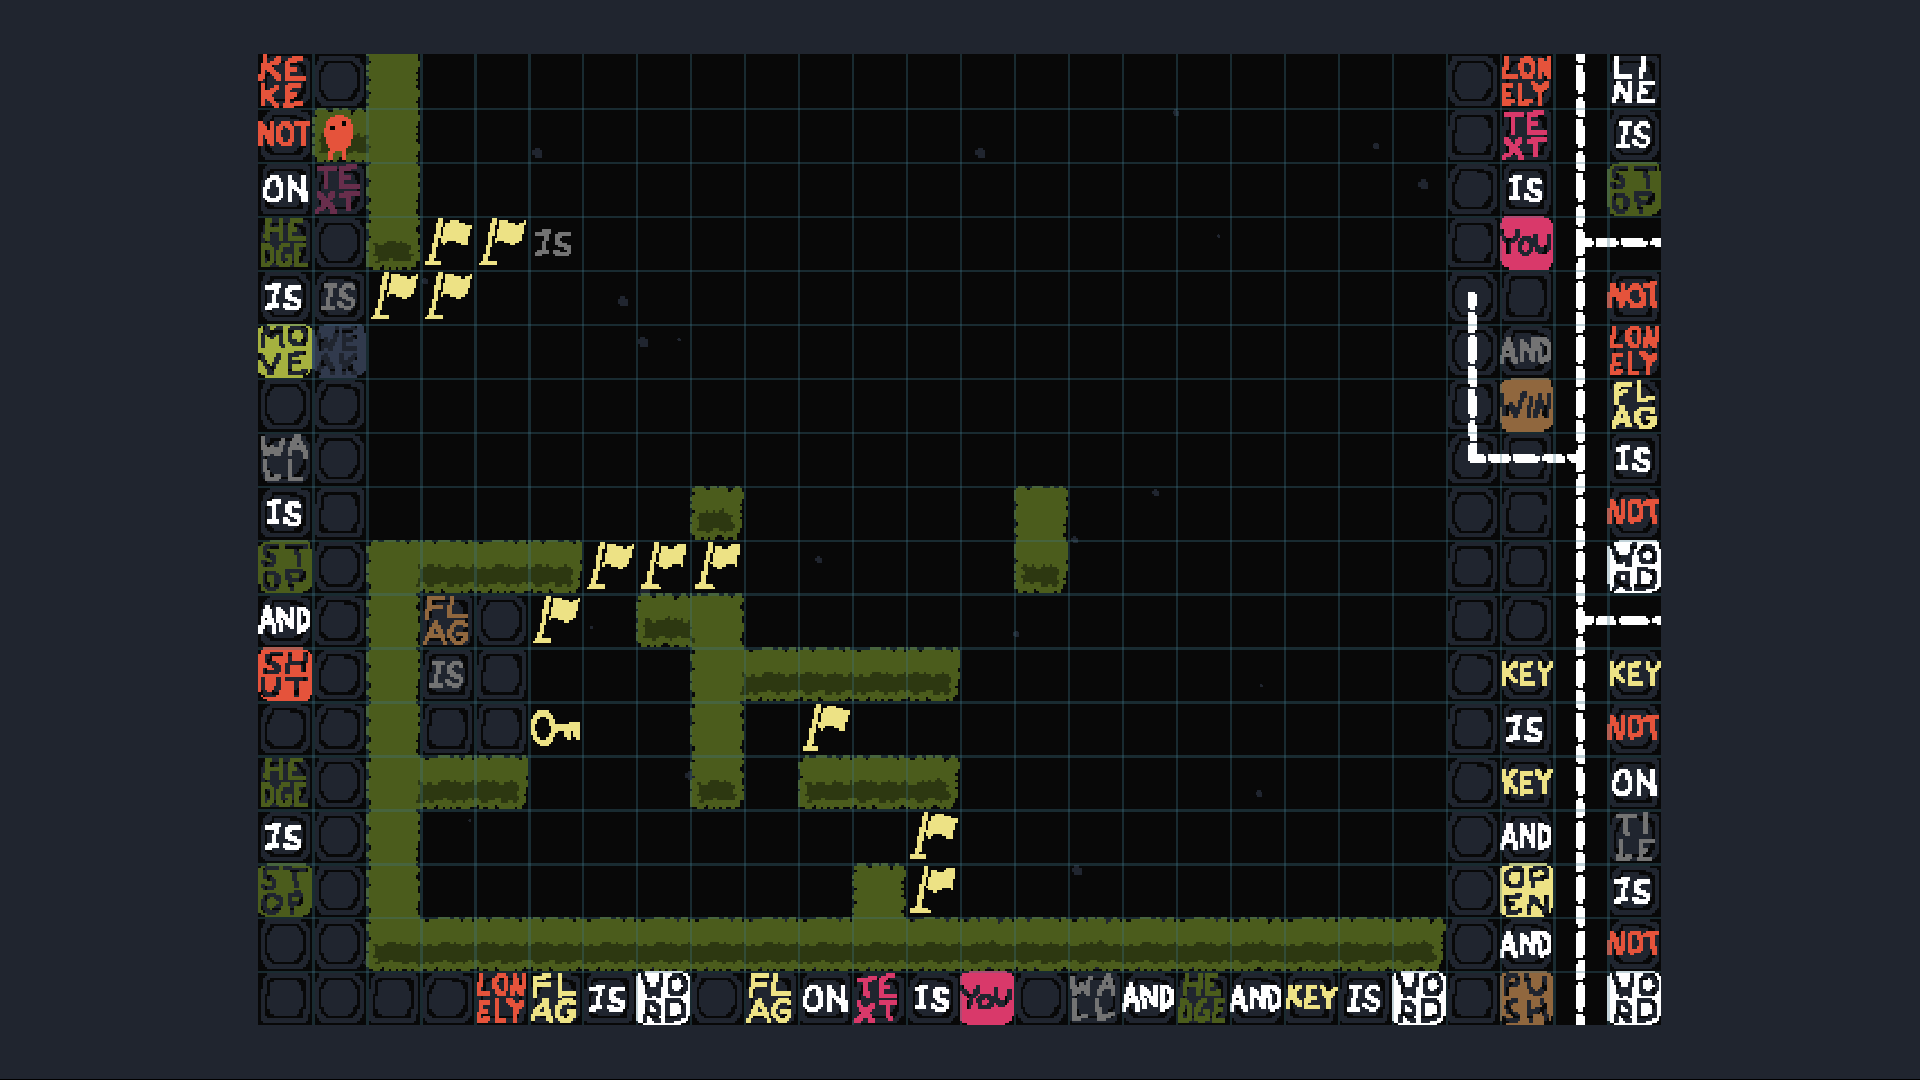 KEKE LONELY LINE
NOT TEXT IS
ON TEXT IS STOP
HEDGE IS YOU
IS IS NOT
MOVE WEAK AND LONELY
WIN FLAG
WALL IS
IS NOT
STOP WORD
AND FLAG
SHUT IS KEY KEY
IS NOT
HEDGE KEY ON
IS AND TILE
STOP OPEN IS
AND NOT
LONELY FLAG IS WORD FLAG ON TEXT IS YOU WALL AND HEDGE AND KEY IS WORD PUSH WORD